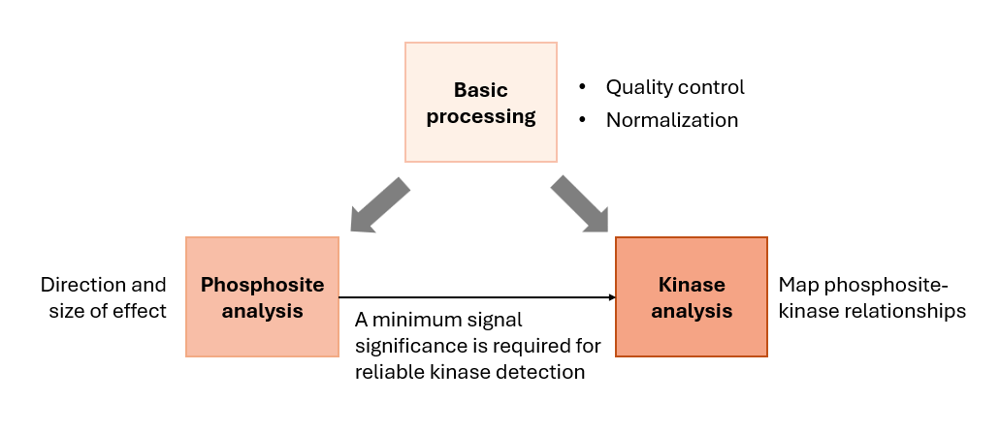 Basic
processing
• Quality control
• Normalization
Direction and
size of effect
Phosphosite
analysis
A minimum signal
significance is required for
reliable kinase detection
Kinase
analysis
Map phosphosite-
kinase relationships